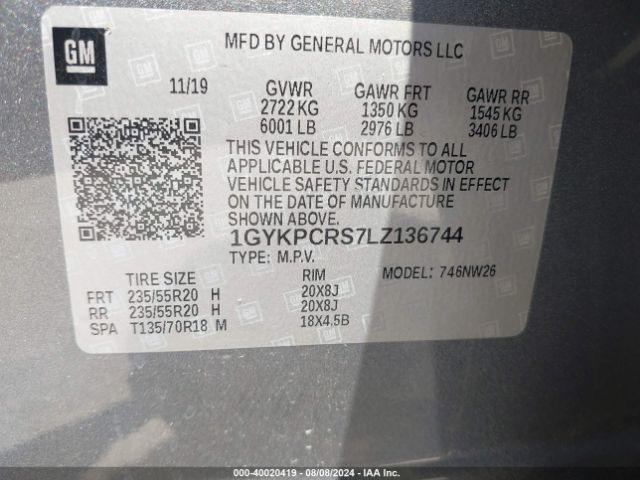 GM
MFD BY GENERAL MOTORS LLC
11/19 GVWR GAWR FRT GAWR RR
2722 KG 1350 KG 1545 KG
6001 LB 2976 LB 3406 LB
THIS VEHICLE CONFORMS TO ALL
APPLICABLE U.S. FEDERAL MOTOR
VEHICLE SAFETY STANDARDS IN EFFECT
ON THE DATE OF MANUFACTURE
SHOWN ABOVE.
1GYKPCRS7LZ136744
TYPE: M.P.V. MODEL: 746NW26
TIRE SIZE RIM
FRT 235/55R20 H 20X8J
RR 235/55R20 H 20X8J
SPA T135/70R18 M 18X4.5B
000-40020419 - 08/08/2024 - IAA Inc.